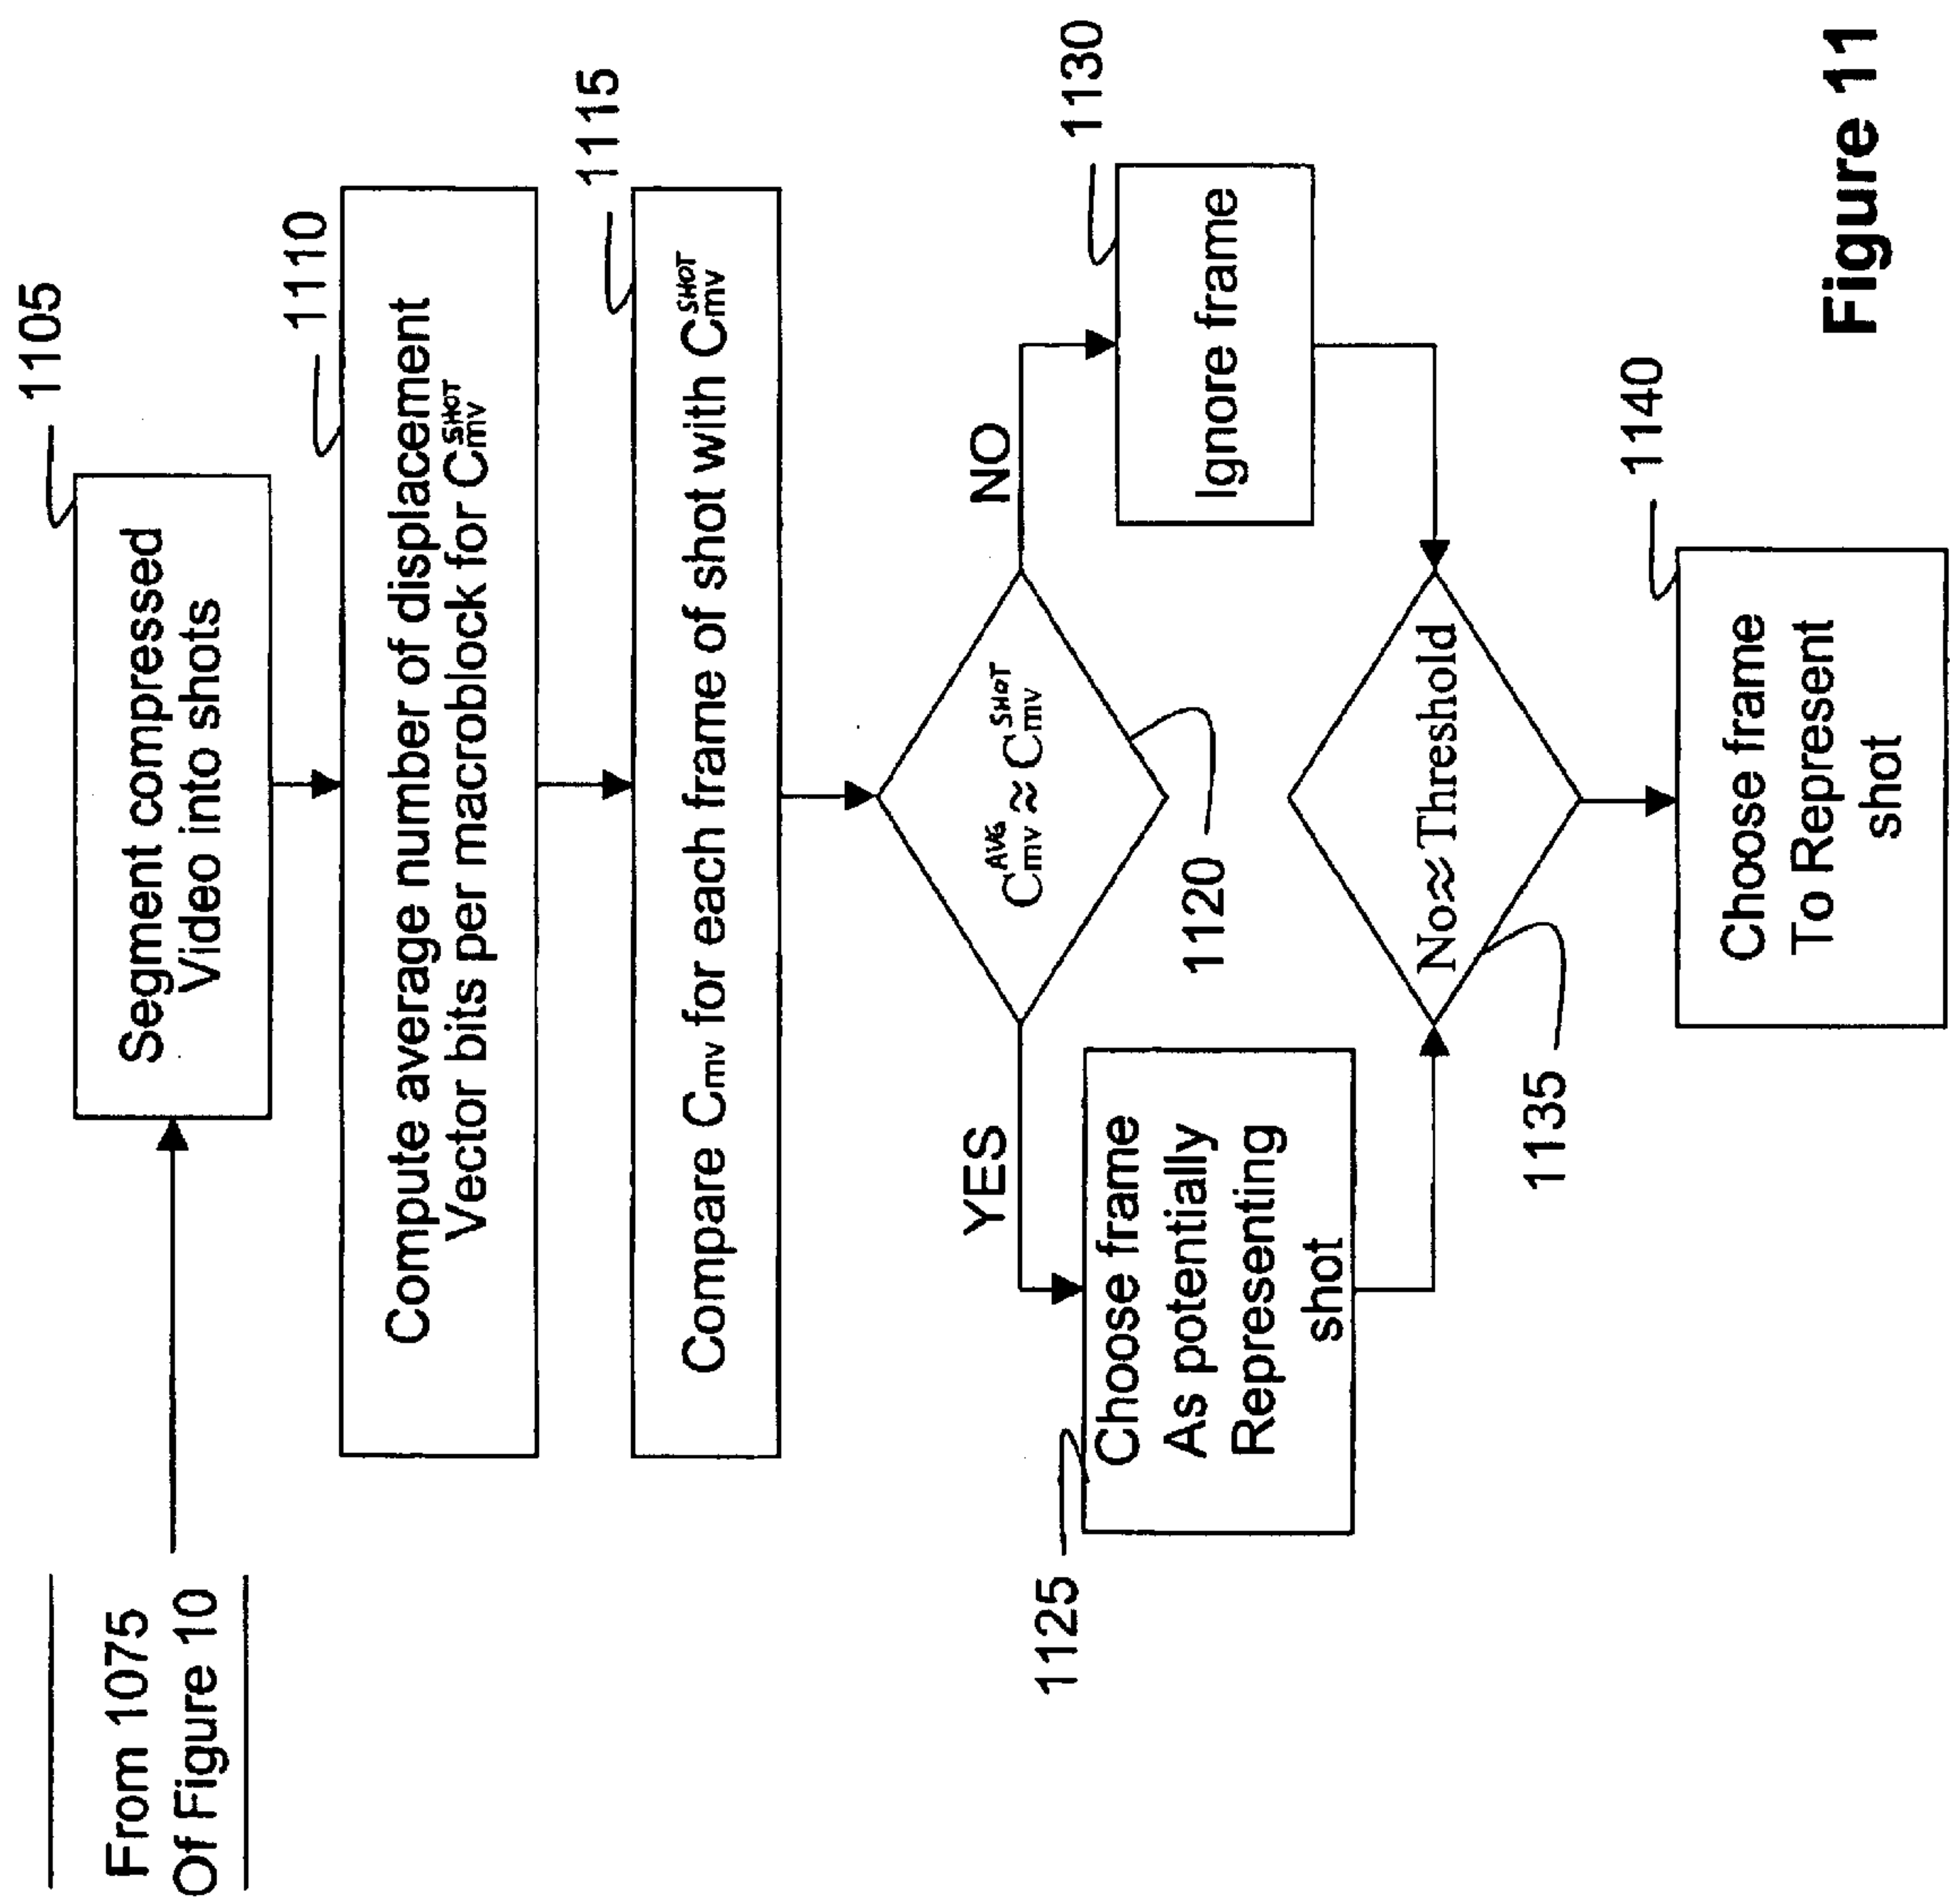 From 1075
Of Figure 10
1105
Segment compressed
Video into shots
1110
Compute average number of displacement
Vector bits per macroblock for C_mv^SHOT
1115
Compare C_mv for each frame of shot with C_mv^SHOT
C_mv^AVG ≈ C_mv^SHOT
1120
YES
NO
1125
Choose frame
As potentially
Representing
shot
1130
Ignore frame
No≈ Threshold
1135
1140
Choose frame
To Represent
shot
Figure 11